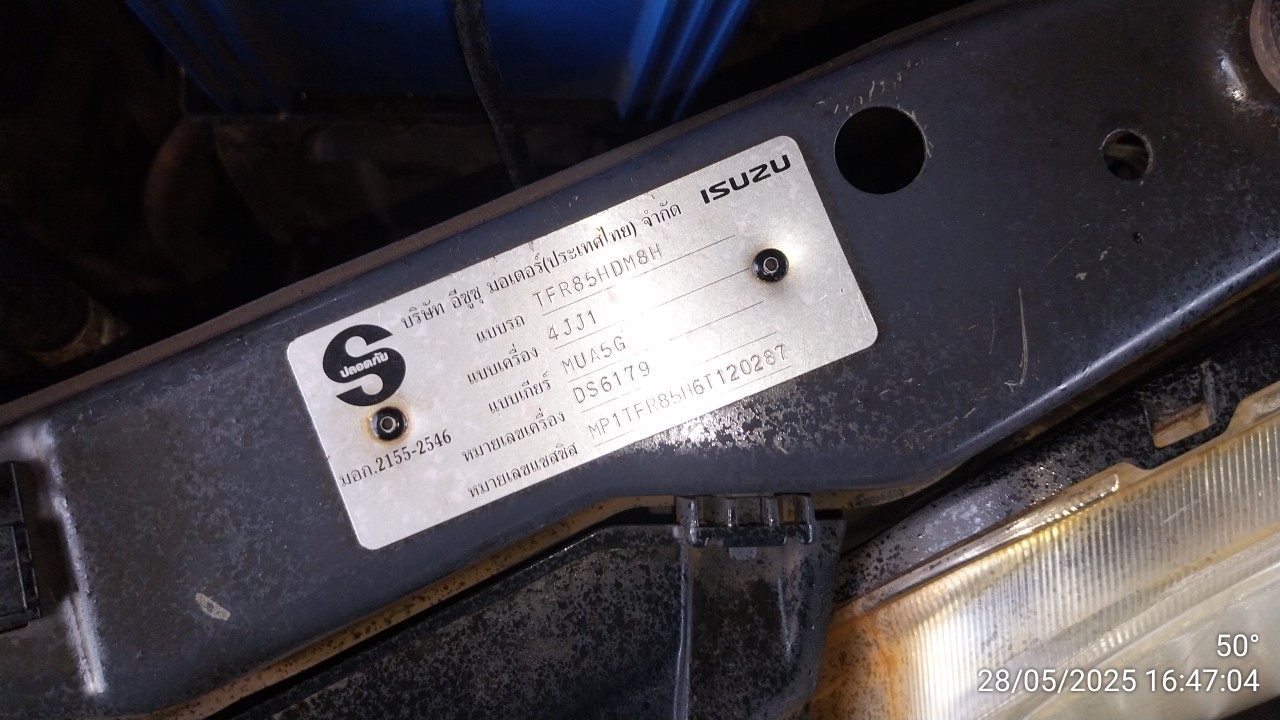 ISUZU
บริษัท อีซูซุ มอเตอร์(ประเทศไทย) จำกัด
แบบรถ TFR85HDM8H
แบบเครื่อง 4JJ1
แบบเกียร์ MUA5G
หมายเลขเครื่อง DS6179
หมายเลขแชสซิส MP1TFR85H6T120287
S
ปลอดภัย
มอก.2155-2546
50°
28/05/2025 16:47:04